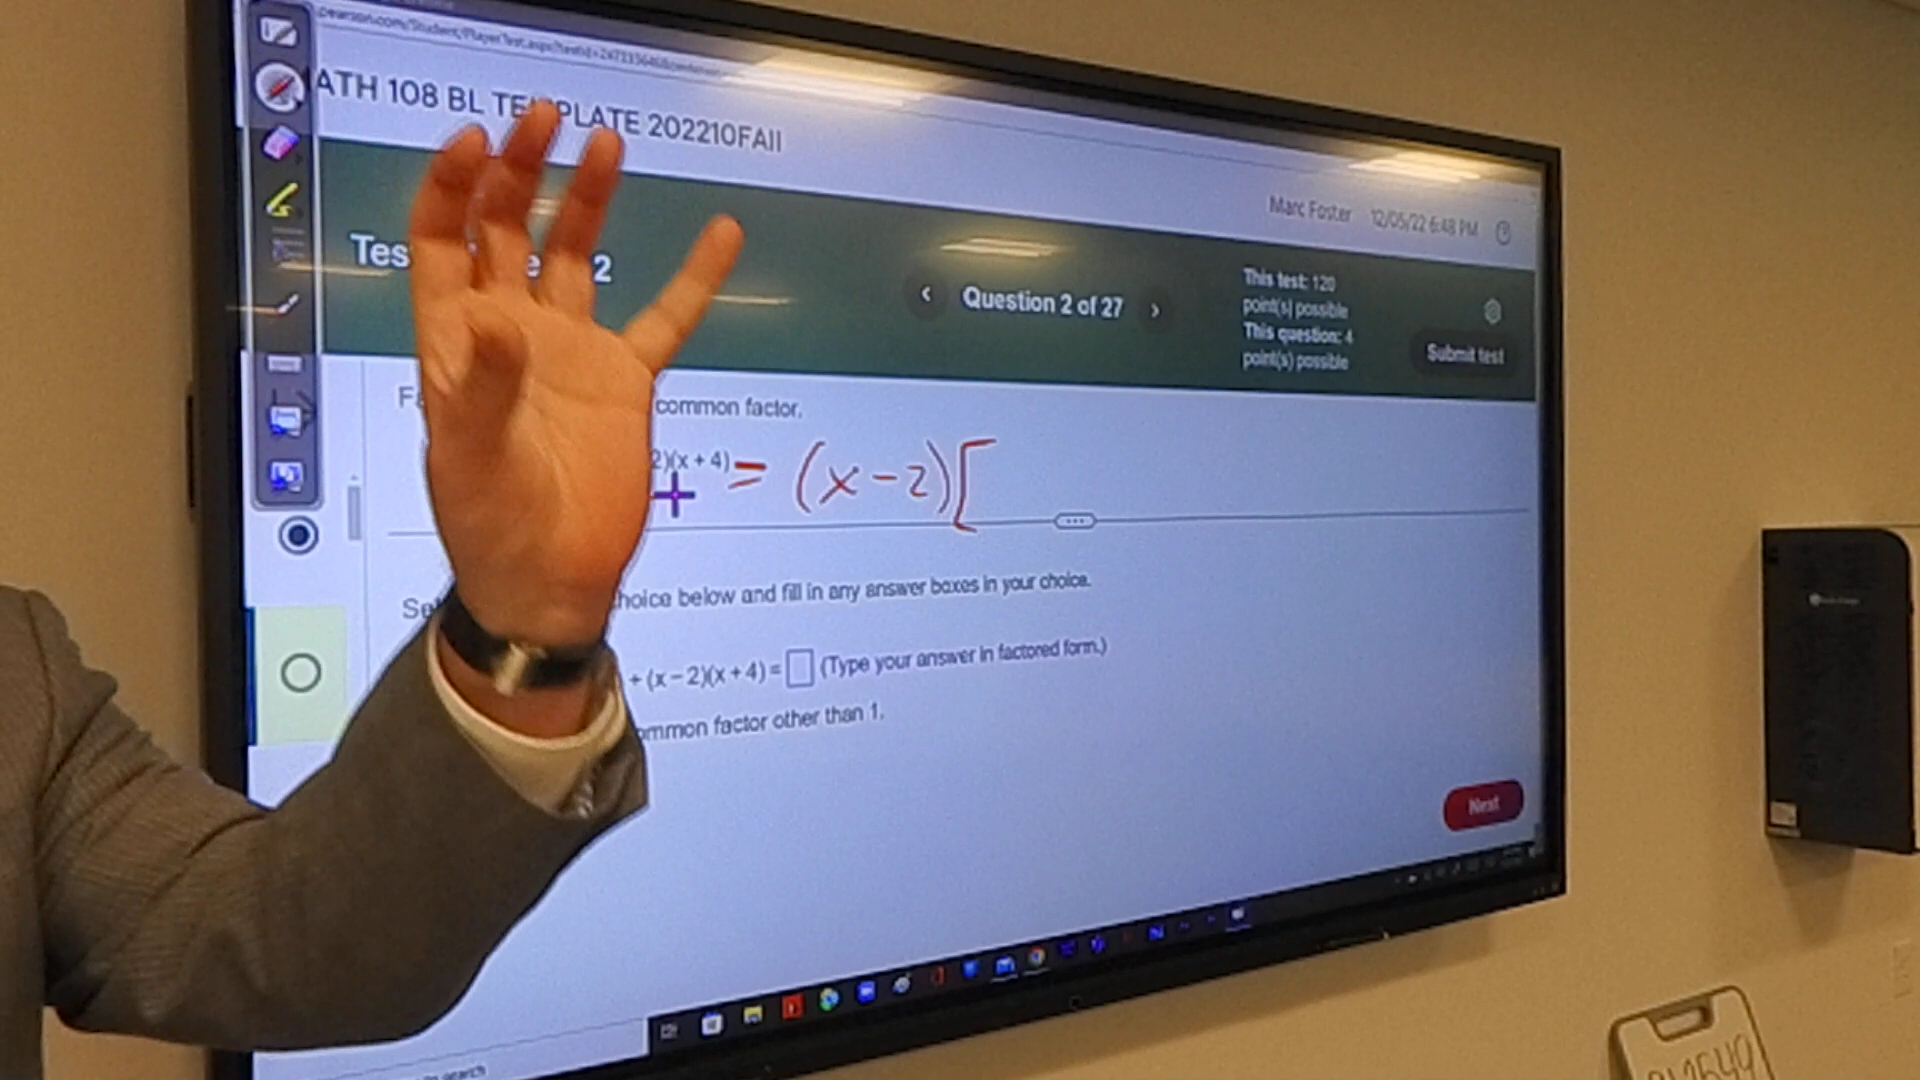 ATH 108 BL TEMPLATE 202210FAll
Marc Foster 12/05/22 6:48 PM
Tes 2
Question 2 of 27
This test: 120
point(s) possible
This question: 4
point(s) possible
Submit test
common factor.
2)(x + 4) = (x - 2)[
hoice below and fill in any answer boxes in your choice.
+ (x - 2)(x + 4) = (Type your answer in factored form.)
ommon factor other than 1.
Next
search